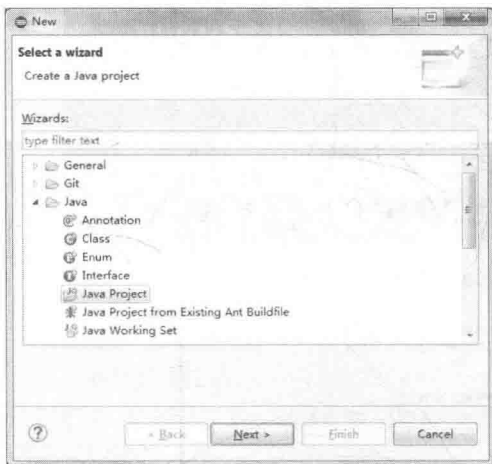 New
Select a wizard
Create a Java project
Wizards:
type filter text
General
Git
Java
Annotation
Class
Enum
Interface
Java Project
Java Project from Existing Ant Buildfile
Java Working Set
?
< Back
Next >
Finish
Cancel